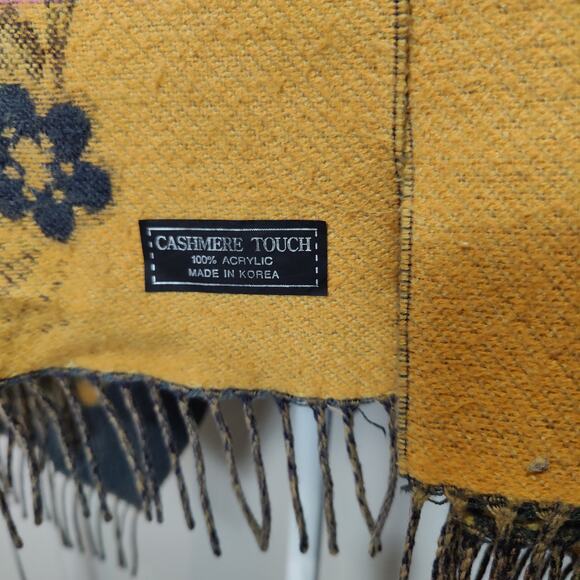 CASHMERE TOUCH
100% ACRYLIC
MADE IN KOREA